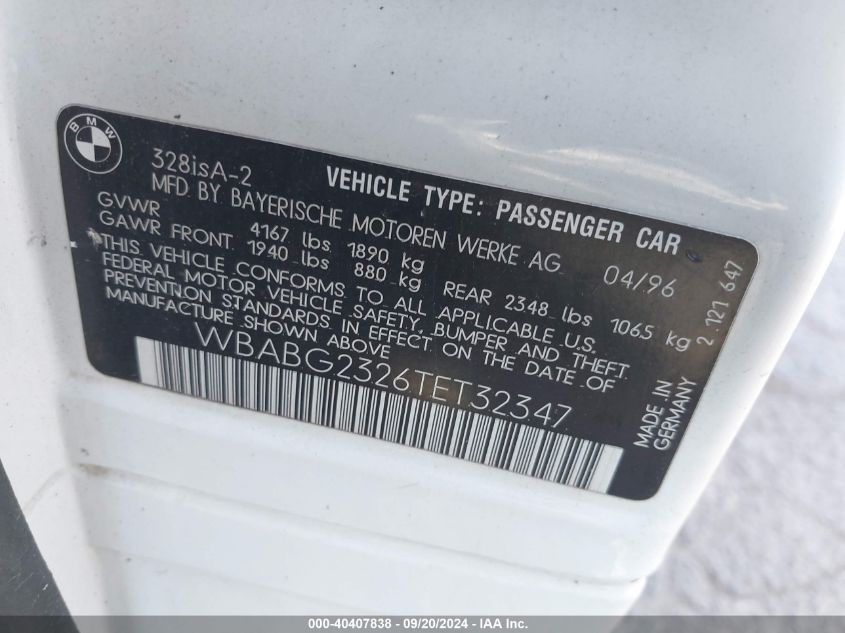 BMW
328isA-2
VEHICLE TYPE: PASSENGER CAR
MFD BY BAYERISCHE MOTOREN WERKE AG 04/96
GVWR 4167 lbs 1890 kg
GAWR FRONT 1940 lbs 880 kg REAR 2348 lbs 1065 kg
THIS VEHICLE CONFORMS TO ALL APPLICABLE U.S.
FEDERAL MOTOR VEHICLE SAFETY, BUMPER AND THEFT
PREVENTION STANDARDS IN EFFECT ON THE DATE OF
MANUFACTURE SHOWN ABOVE
WBABG2326TET32347
MADE IN
GERMANY
2 121 647
000-40407838 - 09/20/2024 - IAA Inc.